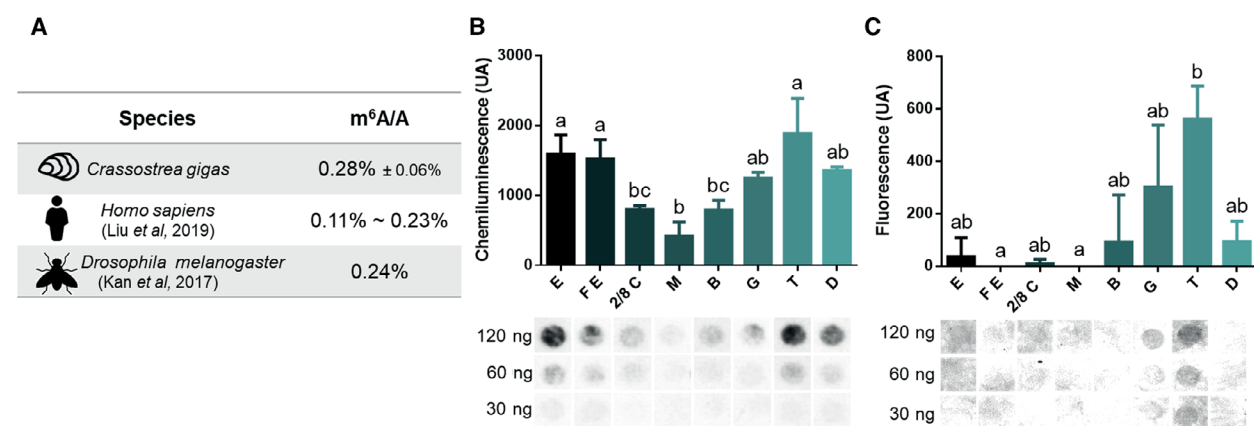 A
Species m⁶A/A
Crassostrea gigas 0.28% ± 0.06%
Homo sapiens
(Liu et al, 2019) 0.11% ~ 0.23%
Drosophila melanogaster
(Kan et al, 2017) 0.24%
B
Chemiluminescence (UA)
3000
2000
1000
0
a a bc b bc ab a ab
E F E 2/8 C M B G T D
120 ng
60 ng
30 ng
C
Fluorescence (UA)
800
600
400
200
0
ab a ab a ab ab b ab
E F E 2/8 C M B G T D
120 ng
60 ng
30 ng